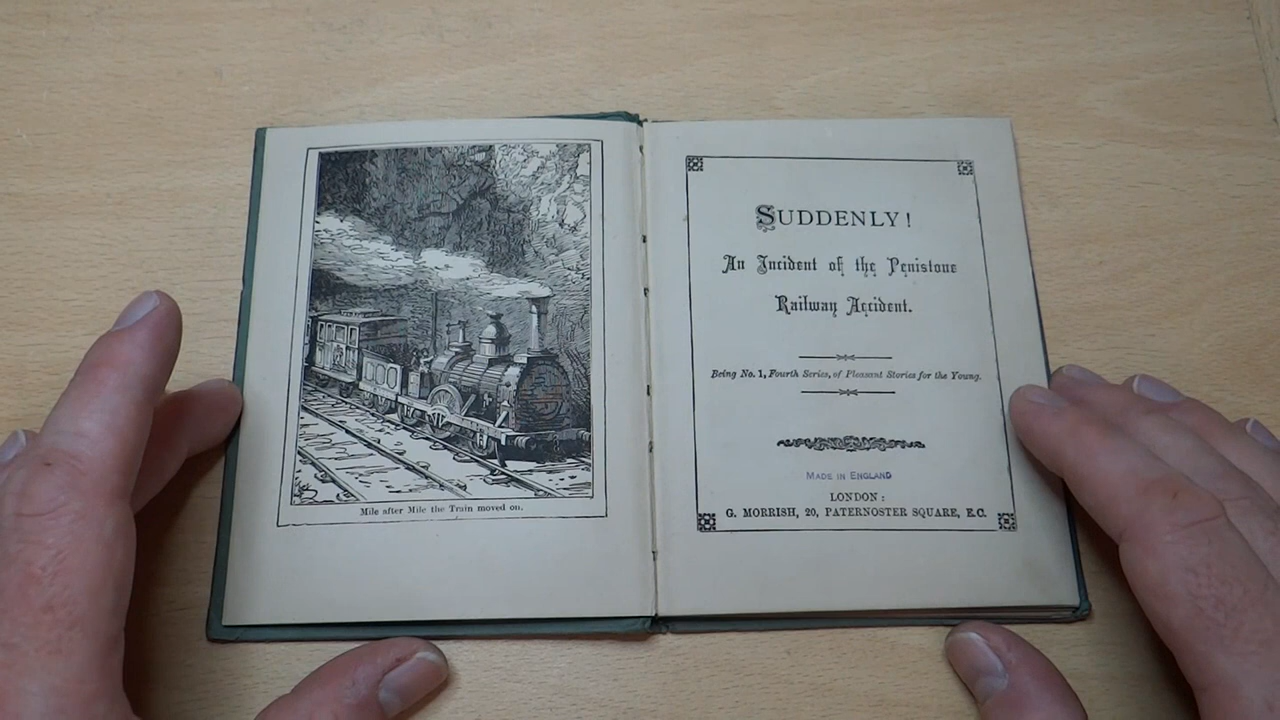 Mile after Mile the Train moved on.
SUDDENLY!
An Incident of the Penistone
Railway Accident.
Being No. 1, Fourth Series, of Pleasant Stories for the Young.
MADE IN ENGLAND
LONDON:
G. MORRISH, 20, PATERNOSTER SQUARE, E.C.